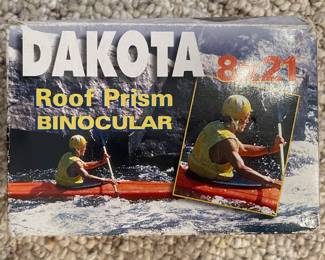 DAKOTA
8x21
Roof Prism
BINOCULAR